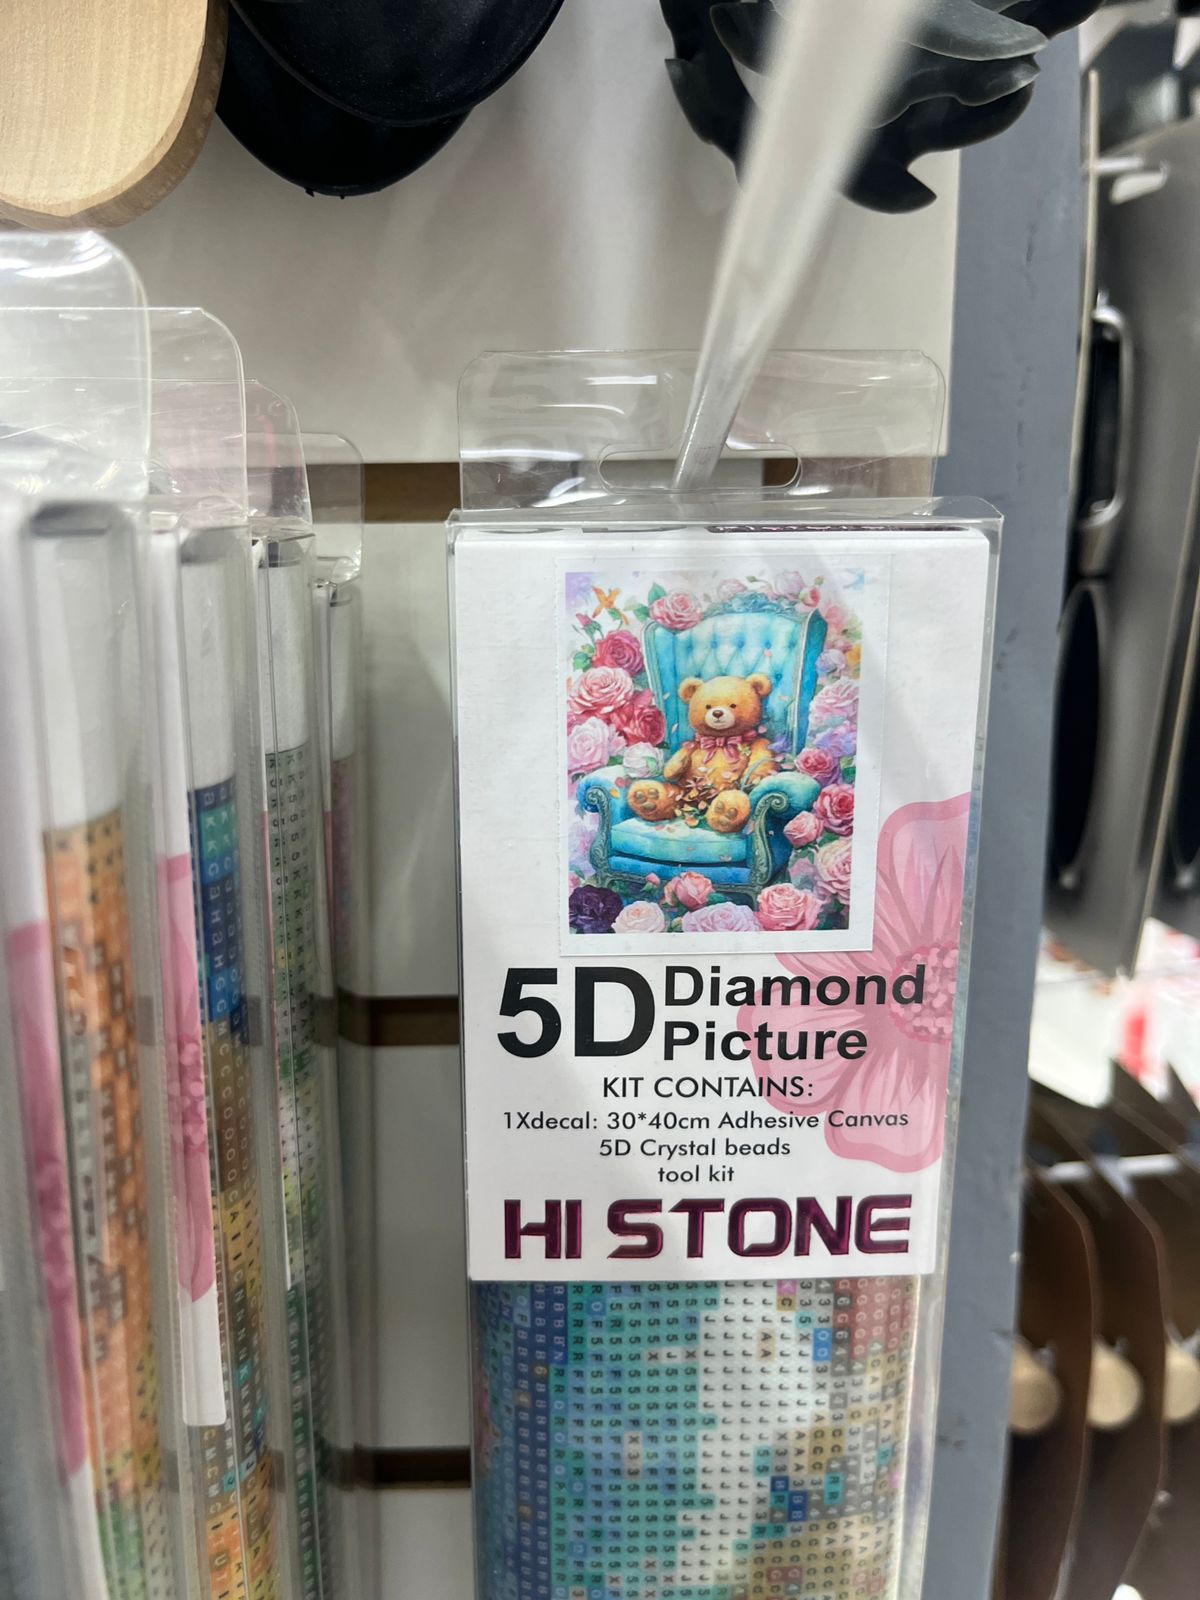 5D Diamond
Picture
KIT CONTAINS:
1Xdecal: 30*40cm Adhesive Canvas
5D Crystal beads
tool kit
HI STONE